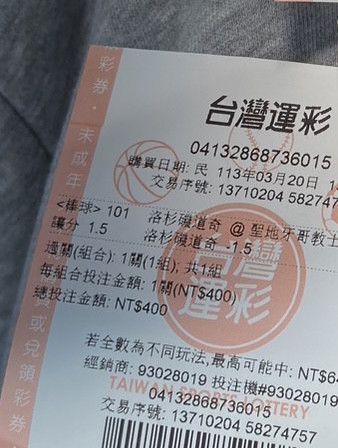 台灣運彩
04132868736015
購買日期: 民 113年03月20日 1
交易序號: 13710204 5827475
<棒球> 101 洛杉磯道奇 @ 聖地牙哥教士
讓分 1.5 洛杉磯道奇 -1.5
過關(組合): 1關(1組); 共1組
每組合投注金額: 1關(NT$400)
總投注金額: NT$400
若全數為不同玩法,最高可能中: NT$6
經銷商: 93028019 投注機#93028019
TAIWAN SPORTS LOTTERY
04132868736015
交易序號: 13710204 58274757
彩券·未成年
或兌領彩券
台灣
運彩